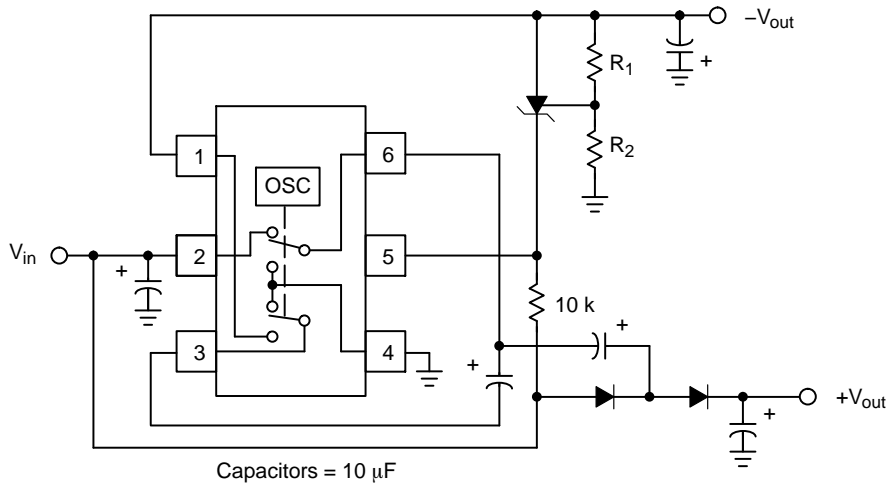 –Vout
R1
R2
1
6
OSC
Vin
+
2
5
10 k
+
3
4
+
+Vout
+
+
Capacitors = 10 µF